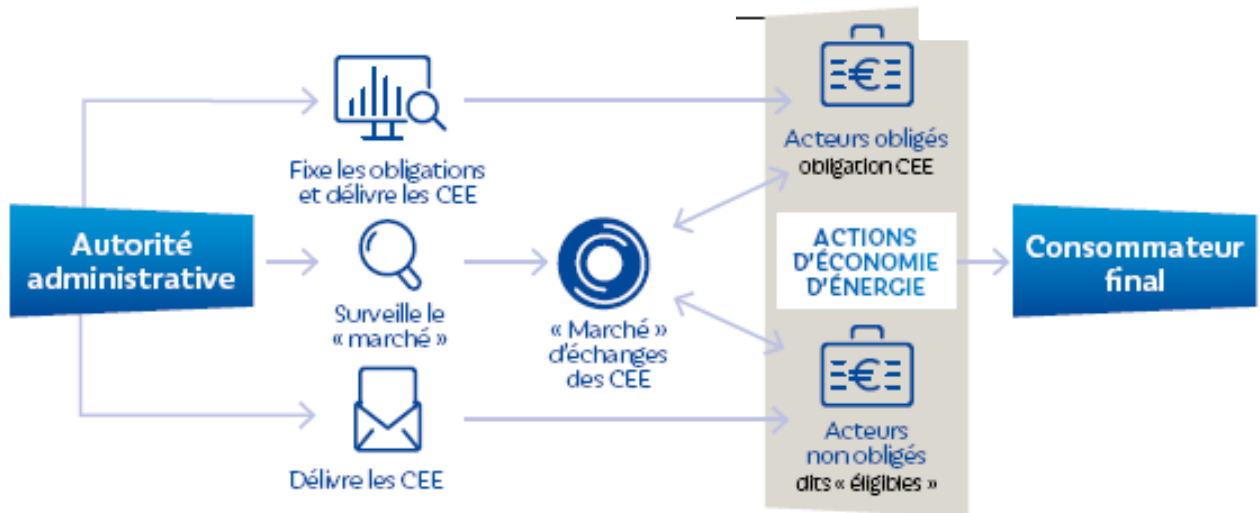 Autorité
administrative
Fixe les obligations
et délivre les CEE
Surveille le
« marché »
Délivre les CEE
« Marché »
d'échanges
des CEE
Acteurs obligés
obligation CEE
ACTIONS
D'ÉCONOMIE
D'ÉNERGIE
Acteurs
non obligés
dits « éligibles »
Consommateur
final